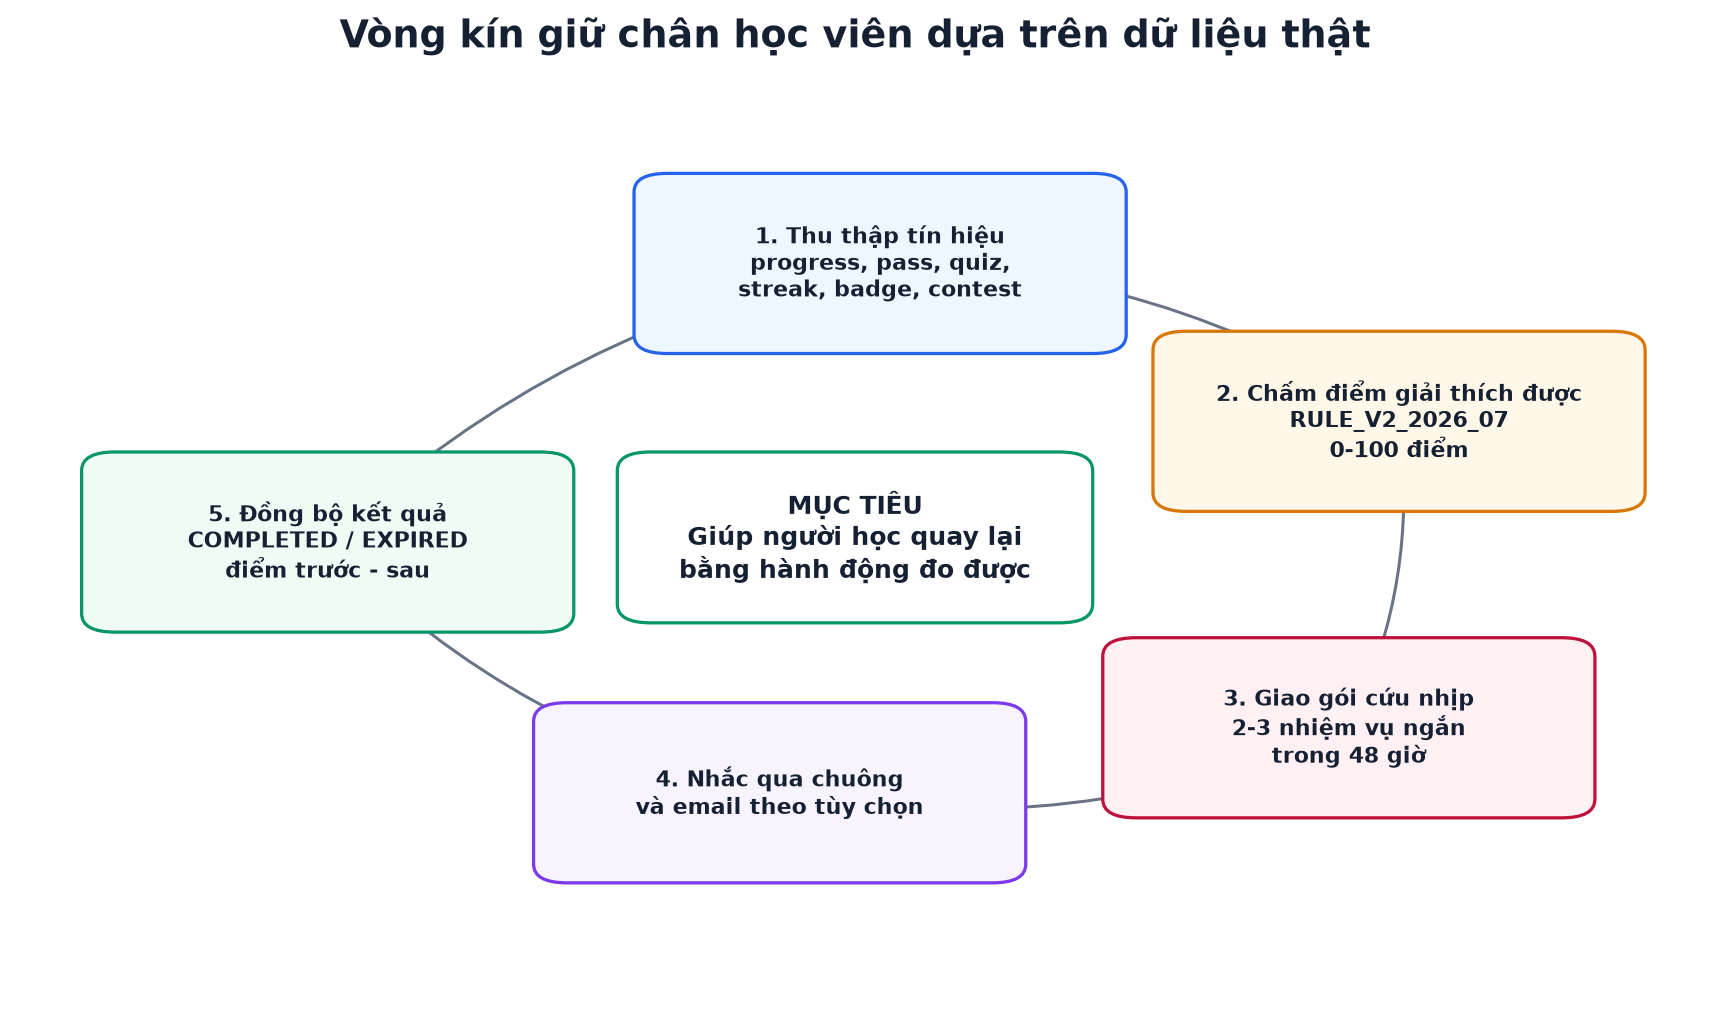 Vòng kín giữ chân học viên dựa trên dữ liệu thật
1. Thu thập tín hiệu
progress, pass, quiz,
streak, badge, contest
2. Chấm điểm giải thích được
RULE_V2_2026_07
0-100 điểm
3. Giao gói cứu nhịp
2-3 nhiệm vụ ngắn
trong 48 giờ
4. Nhắc qua chuông
và email theo tùy chọn
5. Đồng bộ kết quả
COMPLETED / EXPIRED
điểm trước - sau
MỤC TIÊU
Giúp người học quay lại
bằng hành động đo được